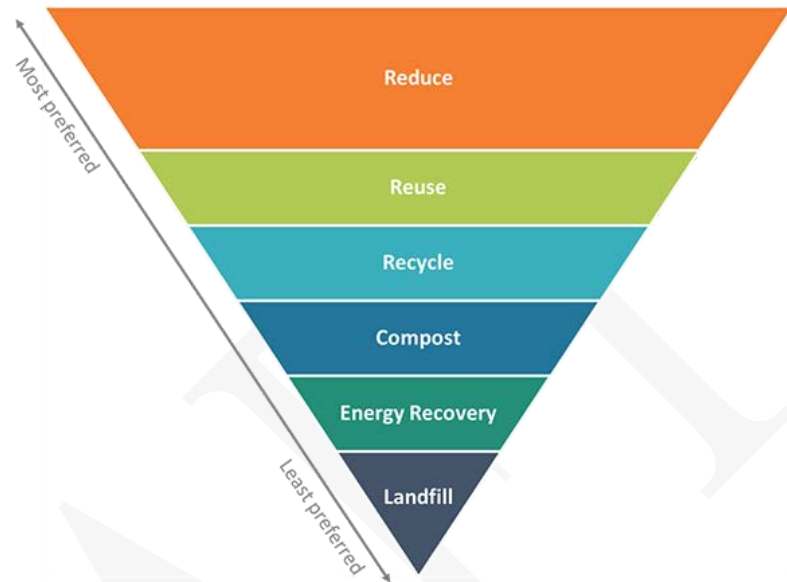 Most preferred
Reduce
Reuse
Recycle
Compost
Energy Recovery
Least preferred
Landfill